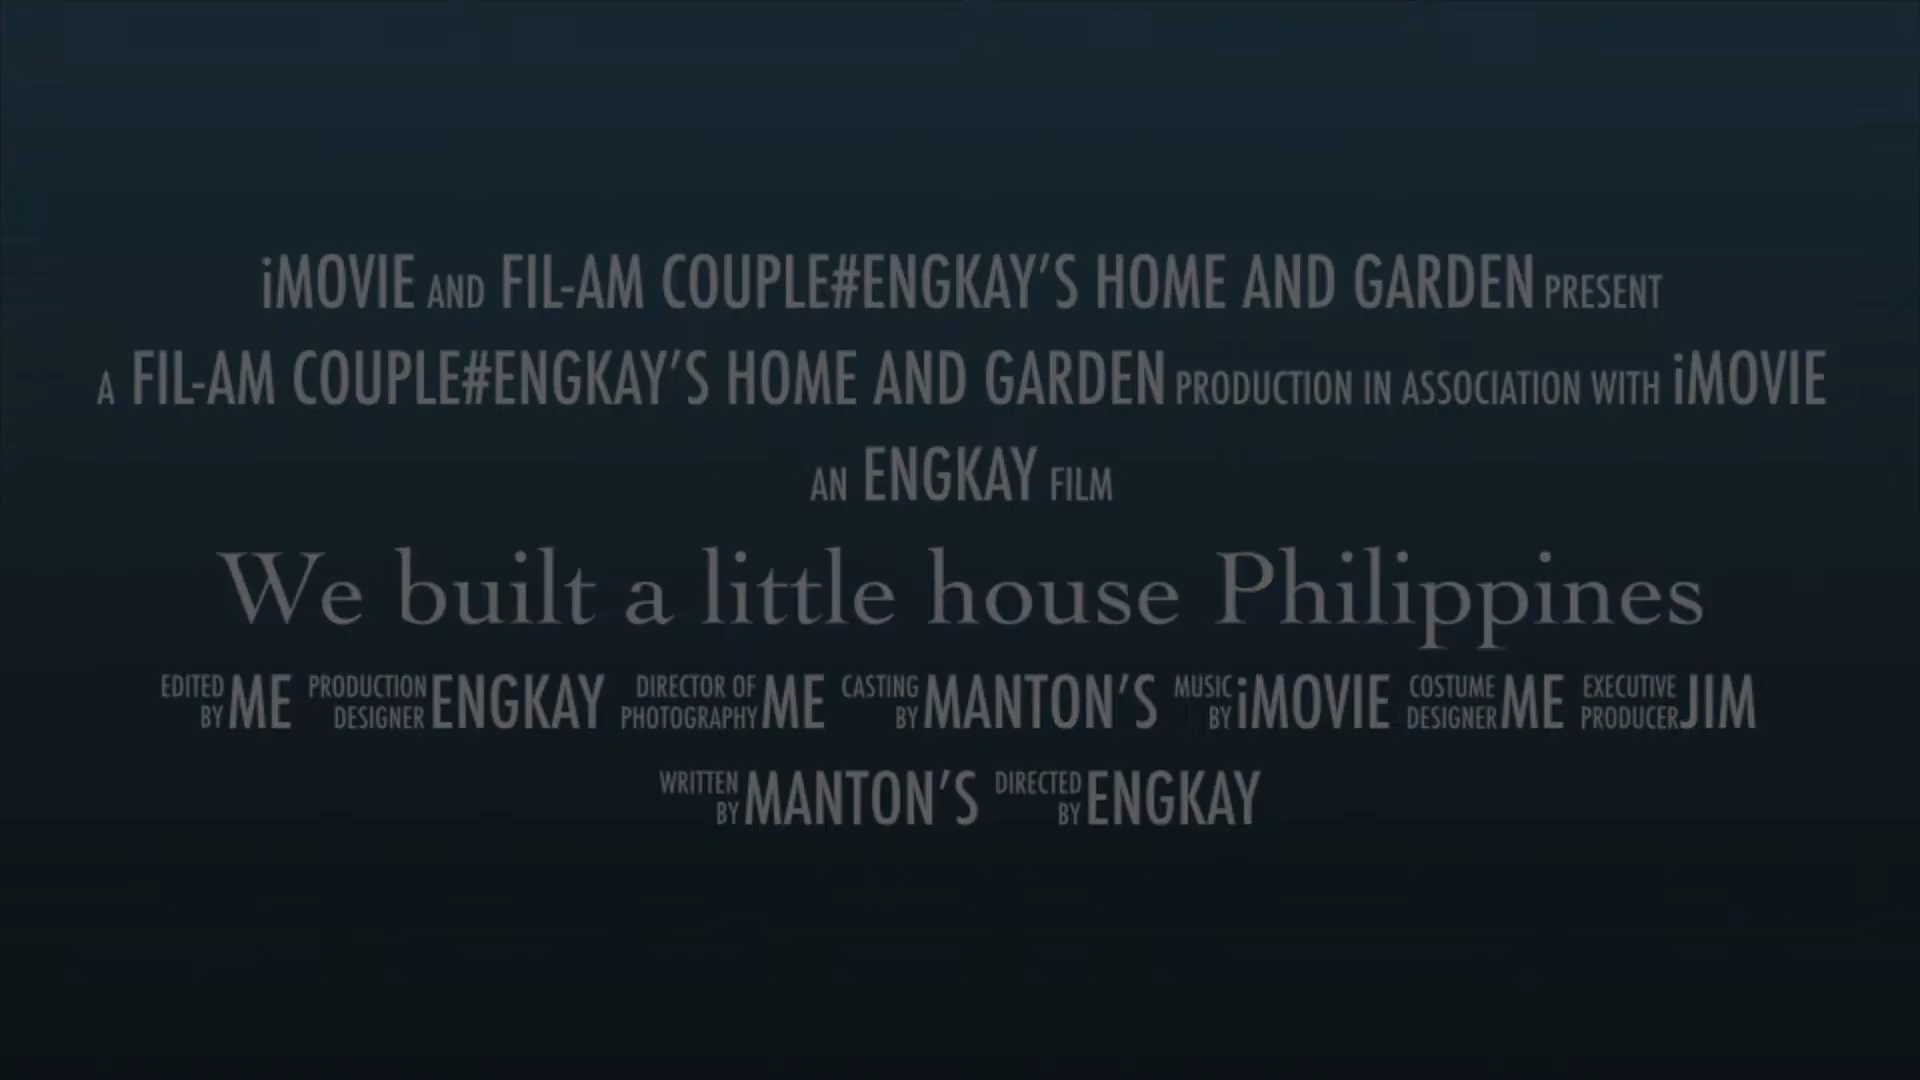 iMOVIE AND FIL-AM COUPLE#ENGKAY'S HOME AND GARDEN PRESENT
A FIL-AM COUPLE#ENGKAY'S HOME AND GARDEN PRODUCTION IN ASSOCIATION WITH iMOVIE
AN ENGKAY FILM
We built a little house Philippines
EDITED BY ME PRODUCTION DESIGNER ENGKAY DIRECTOR OF PHOTOGRAPHY ME CASTING BY MANTON'S MUSIC BY iMOVIE COSTUME DESIGNER ME EXECUTIVE PRODUCER JIM
WRITTEN BY MANTON'S DIRECTED BY ENGKAY